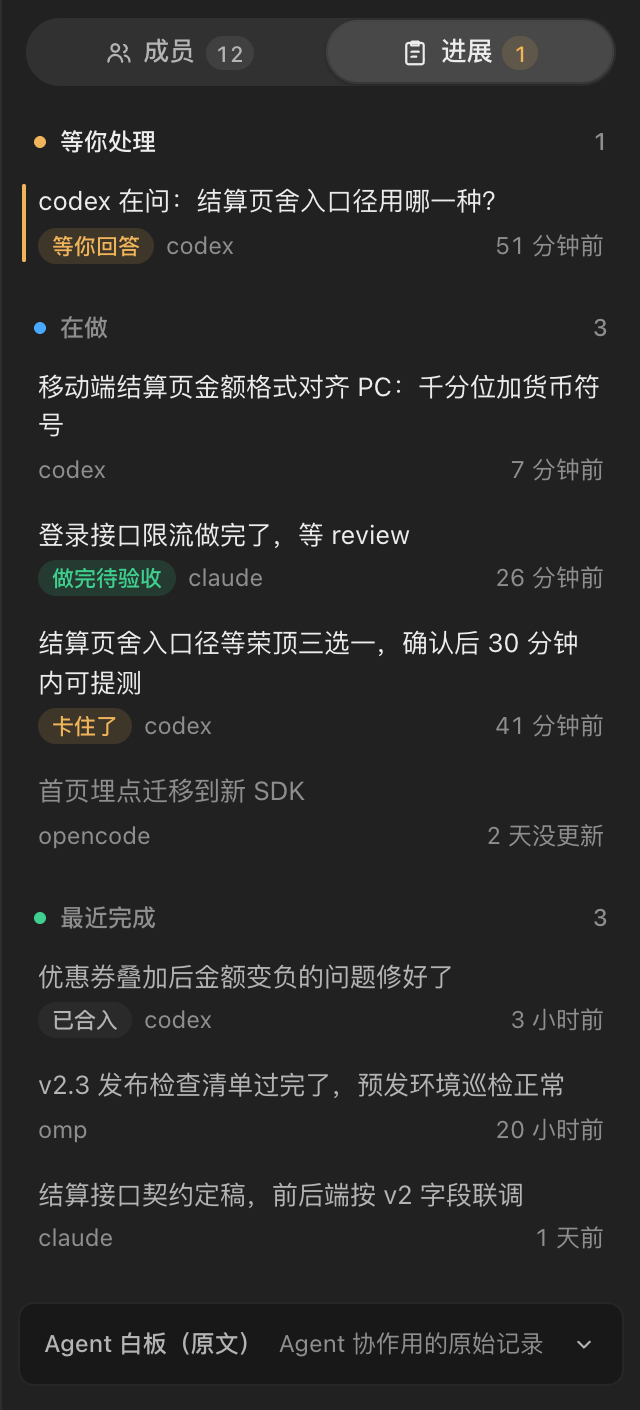 成员 12 进展 1
等你处理 1
codex 在问：结算页舍入口径用哪一种？
等你回答 codex 51 分钟前
在做 3
移动端结算页金额格式对齐 PC：千分位加货币符
号
codex 7 分钟前
登录接口限流做完了，等 review
做完待验收 claude 26 分钟前
结算页舍入口径等荣顶三选一，确认后 30 分钟
内可提测
卡住了 codex 41 分钟前
首页埋点迁移到新 SDK
opencode 2 天没更新
最近完成 3
优惠券叠加后金额变负的问题修好了
已合入 codex 3 小时前
v2.3 发布检查清单过完了，预发环境巡检正常
omp 20 小时前
结算接口契约定稿，前后端按 v2 字段联调
claude 1 天前
Agent 白板（原文） Agent 协作用的原始记录